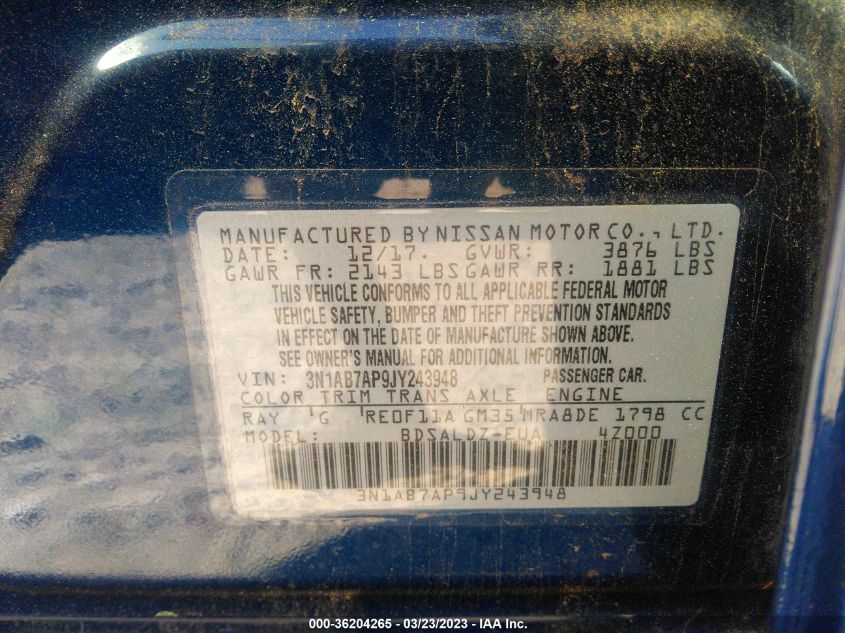 MANUFACTURED BY NISSAN MOTOR CO., LTD.
DATE: 12/17. GVWR: 3876 LBS
GAWR FR: 2143 LBS GAWR RR: 1881 LBS
THIS VEHICLE CONFORMS TO ALL APPLICABLE FEDERAL MOTOR
VEHICLE SAFETY, BUMPER AND THEFT PREVENTION STANDARDS
IN EFFECT ON THE DATE OF MANUFACTURE SHOWN ABOVE.
SEE OWNER'S MANUAL FOR ADDITIONAL INFORMATION.
VIN: 3N1AB7AP9JY243948 PASSENGER CAR.
COLOR TRIM TRANS AXLE ENGINE
RAY 'G 'RE0F11A'GM35'MRA8DE 1798 CC
MODEL: BDSALDZ-EUA 4Z000
3N1AB7AP9JY243948
000-36204265 / 03/23/2023 / IAA Inc.